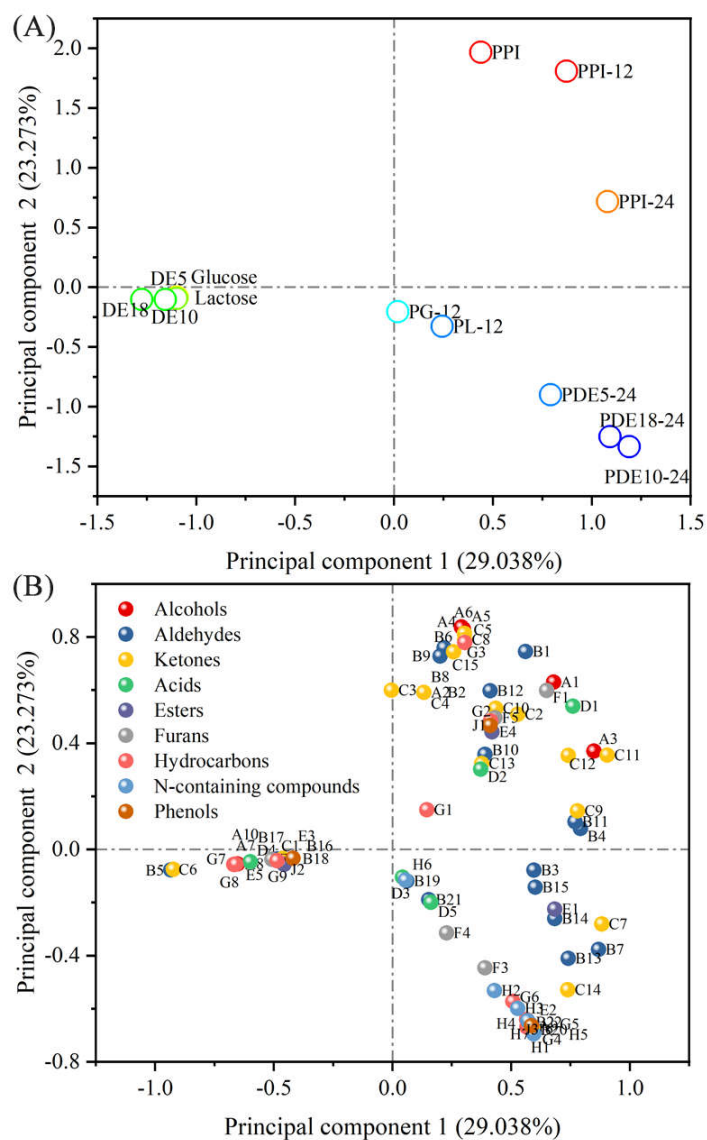 (A)
2.0
1.5
1.0
0.5
0.0
-0.5
-1.0
-1.5
Principal component 2 (23.273%)
PPI
PPI-12
PPI-24
DE5 Glucose
Lactose
DE18
DE10
PG-12
PL-12
PDE5-24
PDE18-24
PDE10-24
-1.5
-1.0
-0.5
0.0
0.5
1.0
1.5
Principal component 1 (29.038%)
(B)
Alcohols
Aldehydes
Ketones
Acids
Esters
Furans
Hydrocarbons
N-containing compounds
Phenols
0.8
0.4
0.0
-0.4
-0.8
Principal component 2 (23.273%)
A6
A4
A5
C5
B6
C8
B9
G3
C15
B1
B8
C3
A2
B2
C4
B12
A1
F1
D1
C10
G2
C2
F5
J1
E4
A3
B10
C13
C12
C11
D2
G1
C9
B11
B4
A10
B17
E3
A7
D4
C1
B16
G7
B18
B5
C6
E5
J2
G8
G9
H6
D3
B19
B21
D5
F4
B3
B15
E1
B14
C7
B7
B13
F3
C14
H2
G6
H3
E2
H4
B22
G5
H7
G4
H5
H1
-1.0
-0.5
0.0
0.5
1.0
Principal component 1 (29.038%)